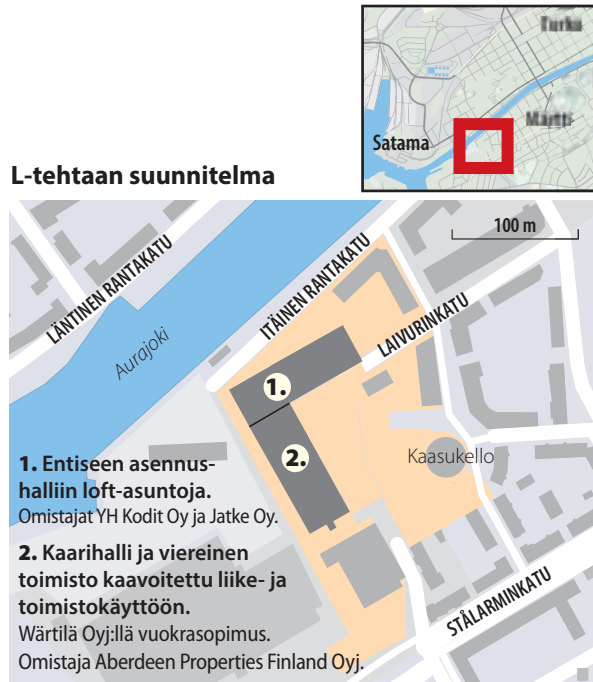 Satama
L-tehtaan suunnitelma
100 m
LÄNTINEN RANTAKATU
ITÄINEN RANTAKATU
Aurajoki
LAIVURINKATU
1.
2.
Kaasukello
1. Entiseen asennus-
halliin loft-asuntoja.
Omistajat YH Kodit Oy ja Jatke Oy.
2. Kaarihalli ja viereinen
toimisto kaavoitettu liike- ja
toimistokäyttöön.
Wärtilä Oyj:llä vuokrasopimus.
Omistaja Aberdeen Properties Finland Oyj.
STÅLARMINKATU